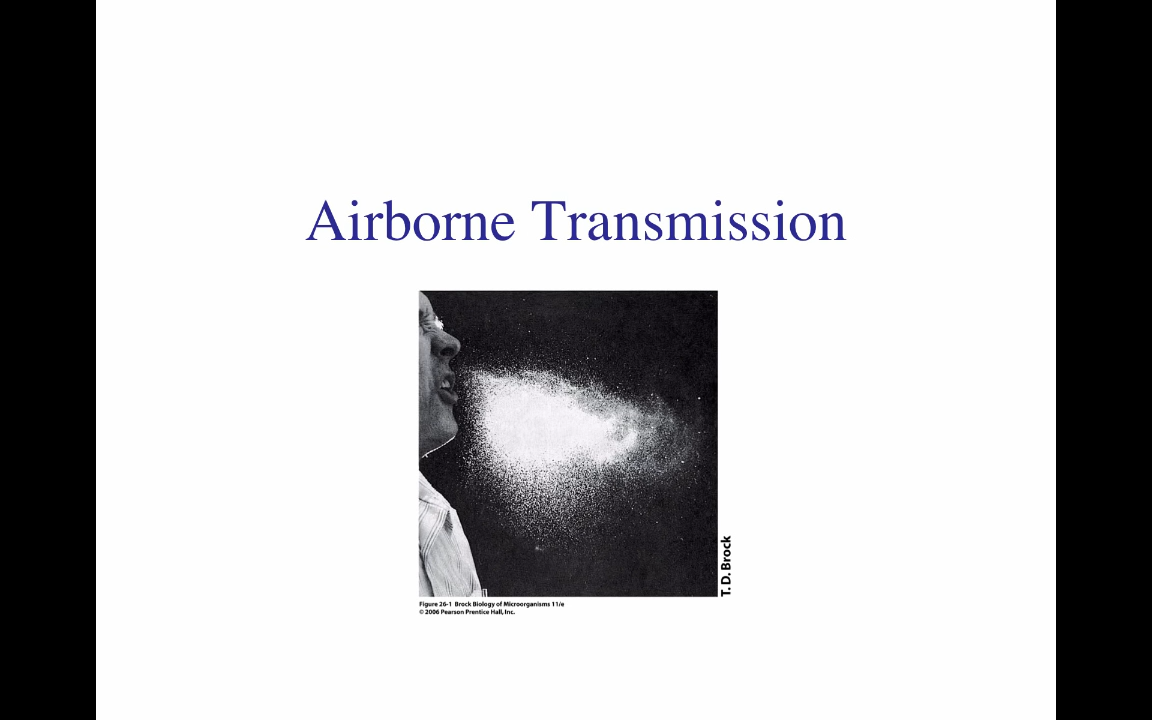 Airborne Transmission
T. D. Brock
Figure 26-1 Brock Biology of Microorganisms 11/e
© 2006 Pearson Prentice Hall, Inc.